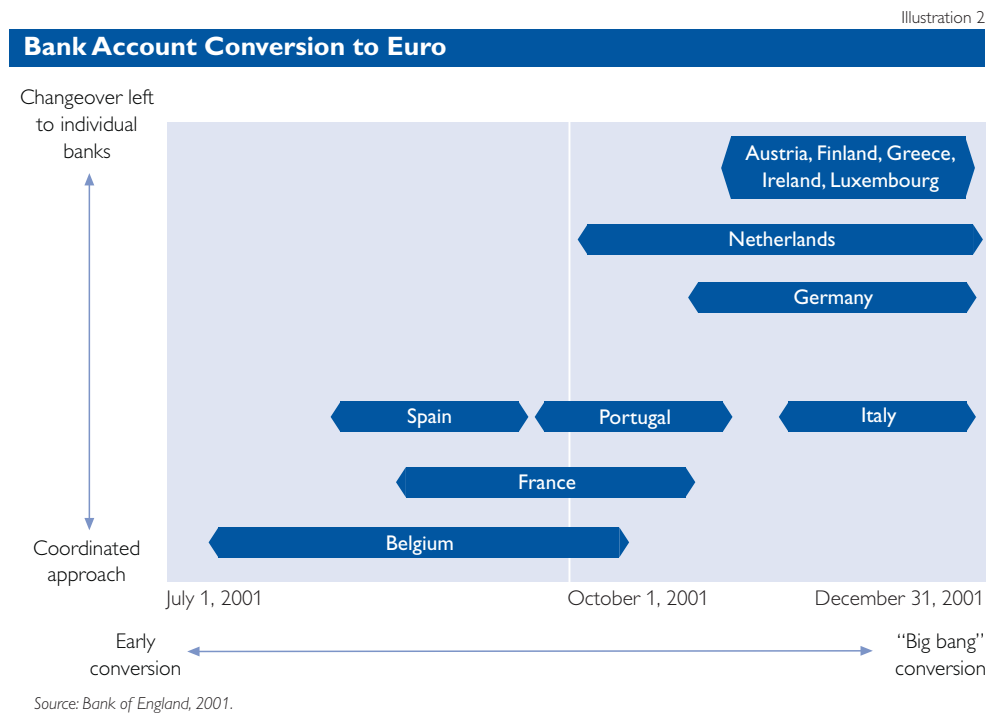 Illustration 2
Bank Account Conversion to Euro
Changeover left
to individual
banks
Austria, Finland, Greece,
Ireland, Luxembourg
Netherlands
Germany
Spain
Portugal
Italy
France
Belgium
Coordinated
approach
July 1, 2001
October 1, 2001
December 31, 2001
Early
conversion
“Big bang”
conversion
Source: Bank of England, 2001.